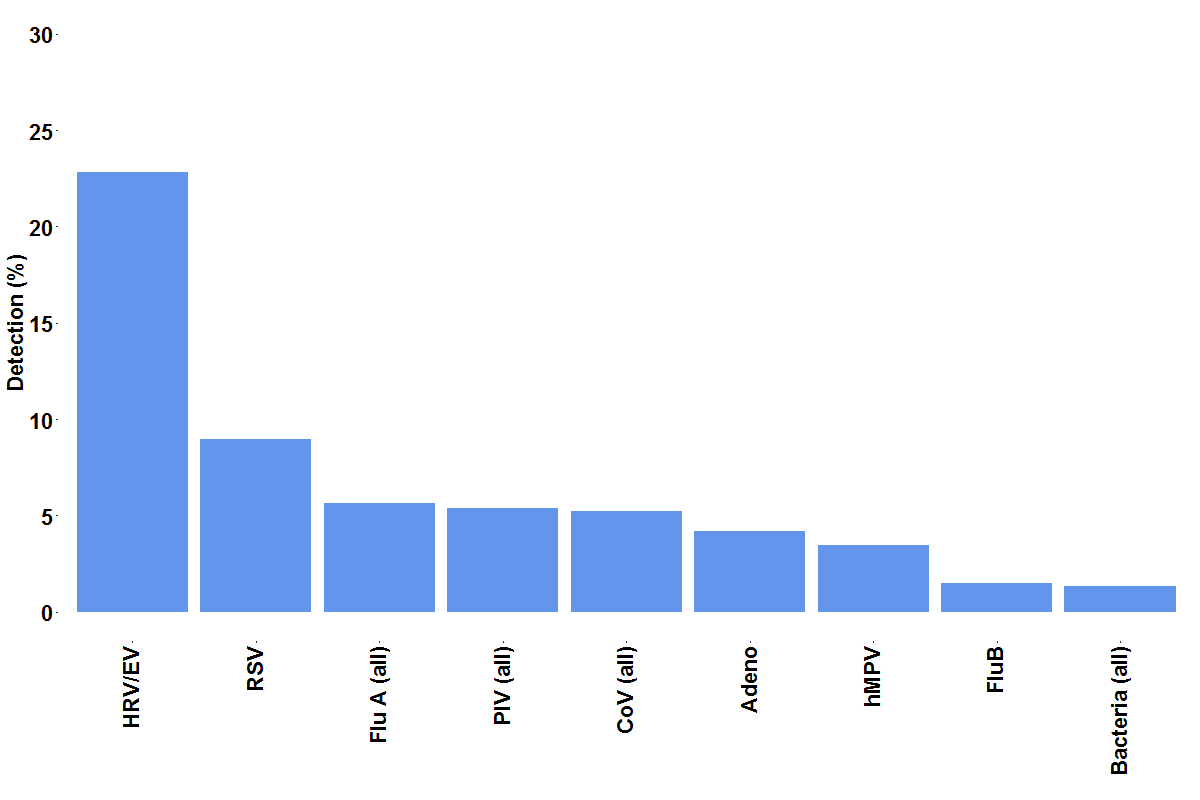 30
25
20
15
10
5
0
Detection (%)
HRV/EV
RSV
Flu A (all)
PIV (all)
CoV (all)
Adeno
hMPV
FluB
Bacteria (all)